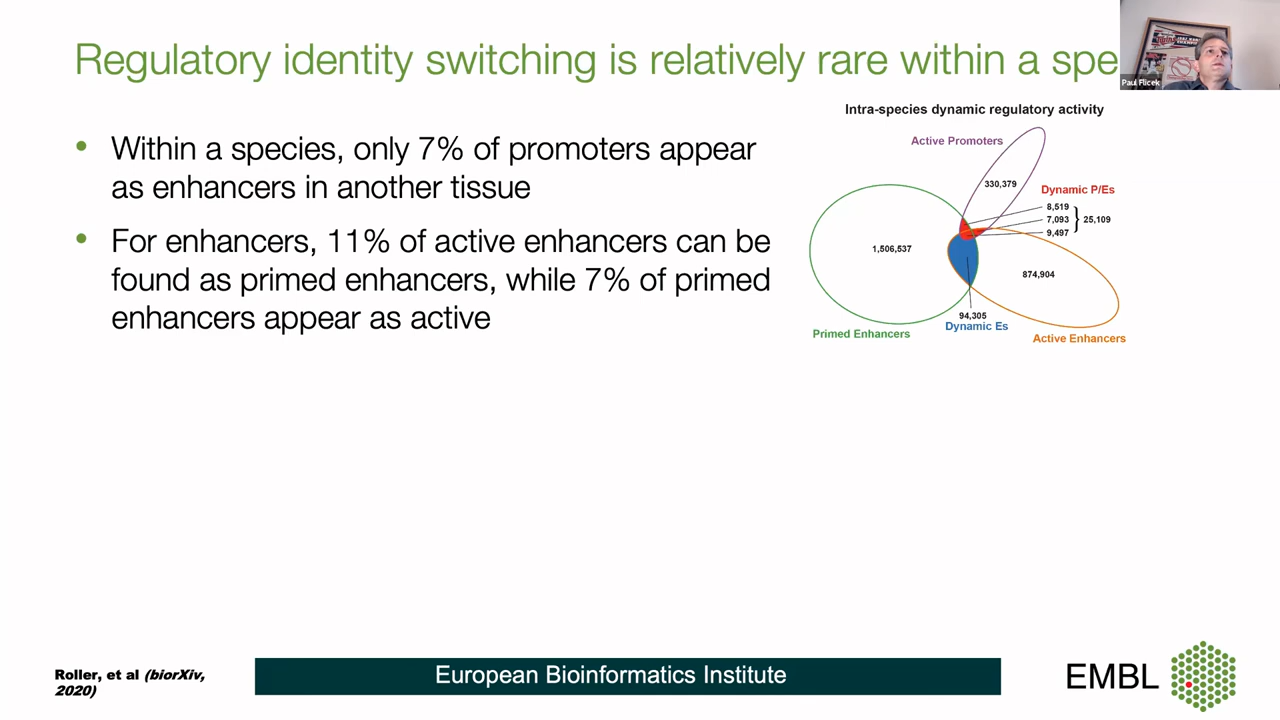 Regulatory identity switching is relatively rare within a spe
Paul Flicek
• Within a species, only 7% of promoters appear
as enhancers in another tissue
• For enhancers, 11% of active enhancers can be
found as primed enhancers, while 7% of primed
enhancers appear as active
Intra-species dynamic regulatory activity
Active Promoters
330,379
Dynamic P/Es
8,519
7,093
25,109
9,497
1,506,537
874,904
94,305
Dynamic Es
Primed Enhancers
Active Enhancers
Roller, et al (biorXiv,
2020)
European Bioinformatics Institute
EMBL